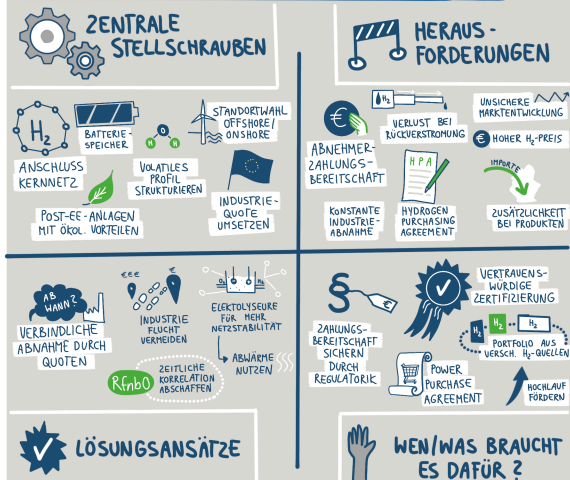 ZENTRALE
STELLSCHRAUBEN
H₂
ANSCHLUSS
KERNNETZ
BATTERIE-
SPEICHER
H O H
VOLATILES
PROFIL
STRUKTURIEREN
STANDORTWAHL
OFFSHORE/
ONSHORE
POST-EE-ANLAGEN
MIT ÖKOL. VORTEILEN
INDUSTRIE-
QUOTE
UMSETZEN
HERAUS-
FORDERUNGEN
€
ABNEHMER-
ZAHLUNGS-
BEREITSCHAFT
H₂
VERLUST BEI
RÜCKVERSTROMUNG
UNSICHERE
MARKTENTWICKLUNG
€ HOHER H₂-PREIS
KONSTANTE
INDUSTRIE-
ABNAHME
HPA
HYDROGEN
PURCHASING
AGREEMENT
IMPORTE
ZUSÄTZLICHKEIT
BEI PRODUKTEN
AB
WANN?
VERBINDLICHE
ABNAHME DURCH
QUOTEN
€€€ €
INDUSTRIE
FLUCHT
VERMEIDEN
ELEKTOLYSEURE
FÜR MEHR
NETZSTABILITÄT
ABWÄRME
NUTZEN
RfnbO
ZEITLICHE
KORRELATION
ABSCHAFFEN
LÖSUNGSANSÄTZE
§ €
ZAHLUNGS-
BEREITSCHAFT
SICHERN
DURCH
REGULATORIK
VERTRAUENS-
WÜRDIGE
ZERTIFIZIERUNG
H₂ H₂ H₂
PORTFOLIO AUS
VERSCH. H₂-QUELLEN
POWER
PURCHASE
AGREEMENT
HOCHLAUF
FÖRDERN
WEN/WAS BRAUCHT
ES DAFÜR?